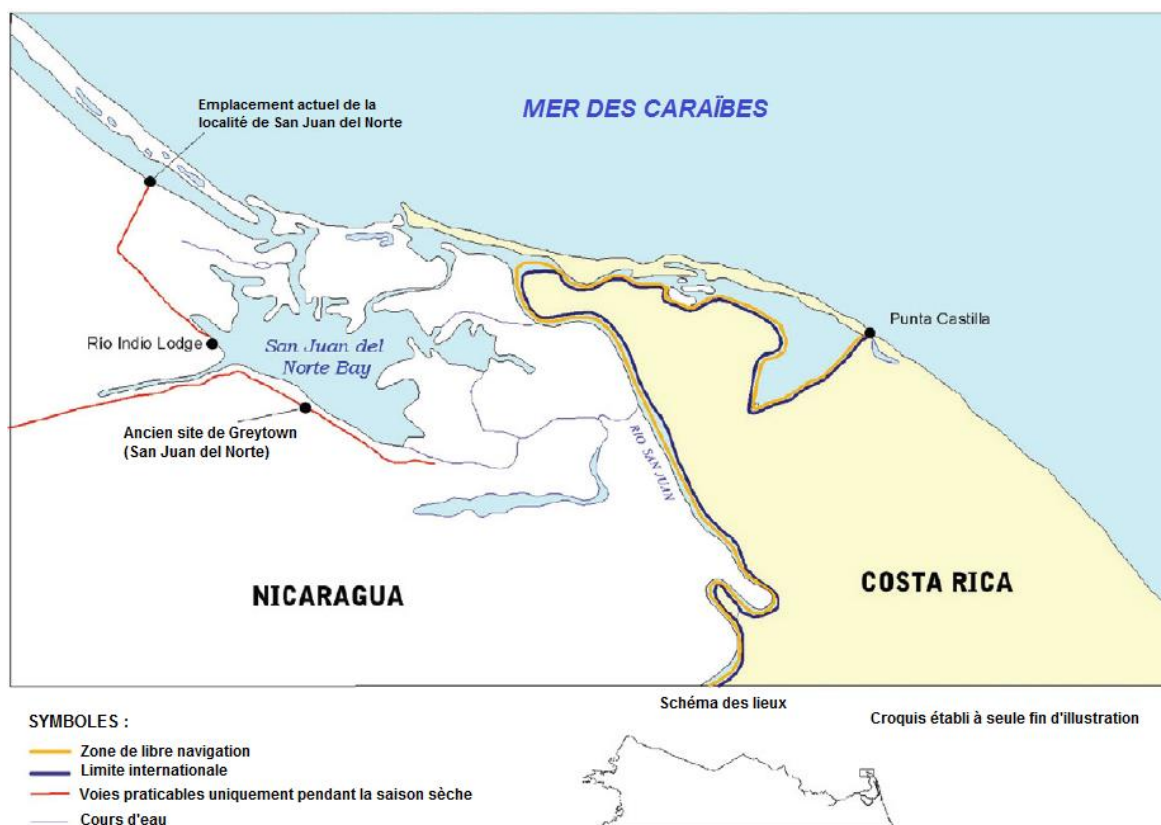 Emplacement actuel de la
localité de San Juan del Norte
MER DES CARAÏBES
Punta Castilla
Rio Indio Lodge
San Juan del
Norte Bay
Ancien site de Greytown
(San Juan del Norte)
RÍO SAN JUAN
NICARAGUA
COSTA RICA
Schéma des lieux
SYMBOLES :
Croquis établi à seule fin d'illustration
Zone de libre navigation
Limite internationale
Voies praticables uniquement pendant la saison sèche
Cours d'eau